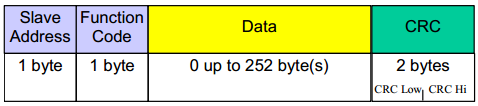 Slave Address Function Code Data CRC
1 byte 1 byte 0 up to 252 byte(s) 2 bytes
CRC Low CRC Hi